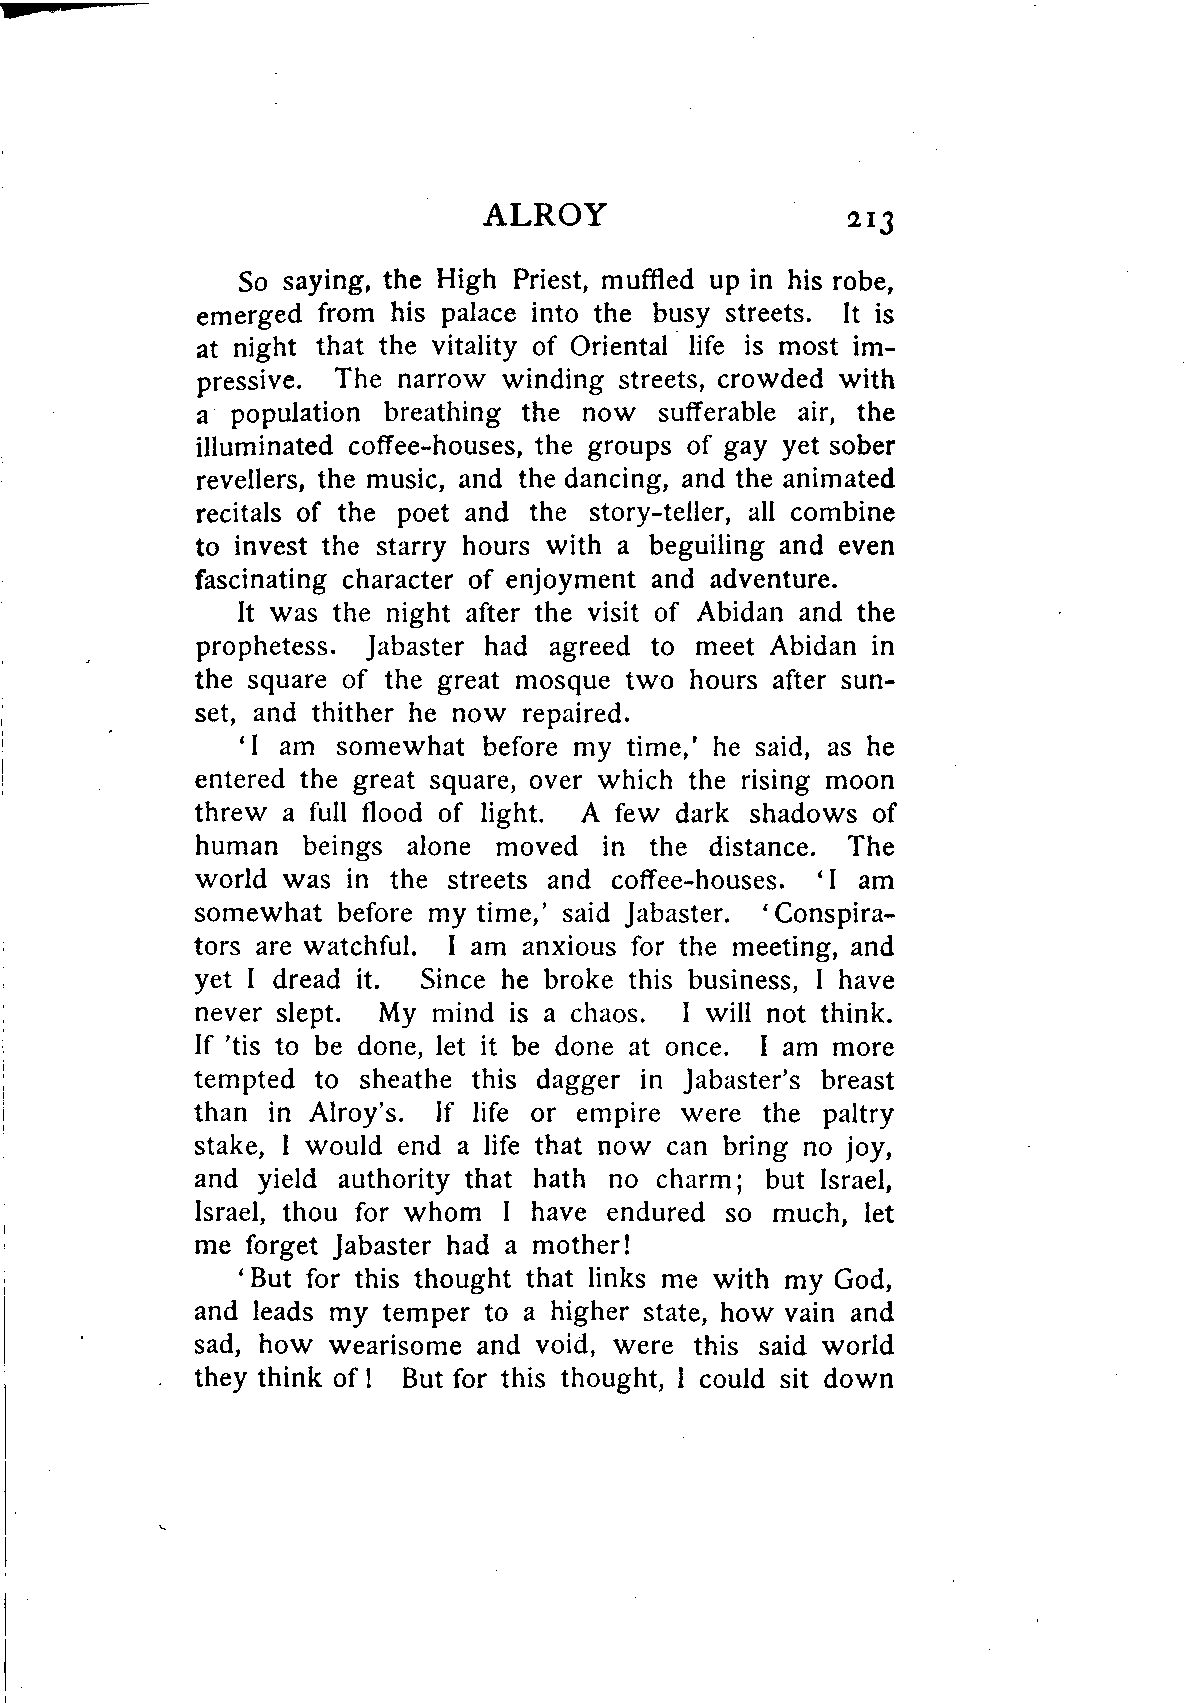 ALROY 213
So saying, the High Priest, muffled up in his robe,
emerged from his palace into the busy streets. It is
at night that the vitality of Oriental life is most im-
pressive. The narrow winding streets, crowded with
a population breathing the now sufferable air, the
illuminated coffee-houses, the groups of gay yet sober
revellers, the music, and the dancing, and the animated
recitals of the poet and the story-teller, all combine
to invest the starry hours with a beguiling and even
fascinating character of enjoyment and adventure.
It was the night after the visit of Abidan and the
prophetess. Jabaster had agreed to meet Abidan in
the square of the great mosque two hours after sun-
set, and thither he now repaired.
‘I am somewhat before my time,’ he said, as he
entered the great square, over which the rising moon
threw a full flood of light. A few dark shadows of
human beings alone moved in the distance. The
world was in the streets and coffee-houses. ‘I am
somewhat before my time,’ said Jabaster. ‘Conspira-
tors are watchful. I am anxious for the meeting, and
yet I dread it. Since he broke this business, I have
never slept. My mind is a chaos. I will not think.
If ’tis to be done, let it be done at once. I am more
tempted to sheathe this dagger in Jabaster’s breast
than in Alroy’s. If life or empire were the paltry
stake, I would end a life that now can bring no joy,
and yield authority that hath no charm; but Israel,
Israel, thou for whom I have endured so much, let
me forget Jabaster had a mother!
‘But for this thought that links me with my God,
and leads my temper to a higher state, how vain and
sad, how wearisome and void, were this said world
they think of! But for this thought, I could sit down